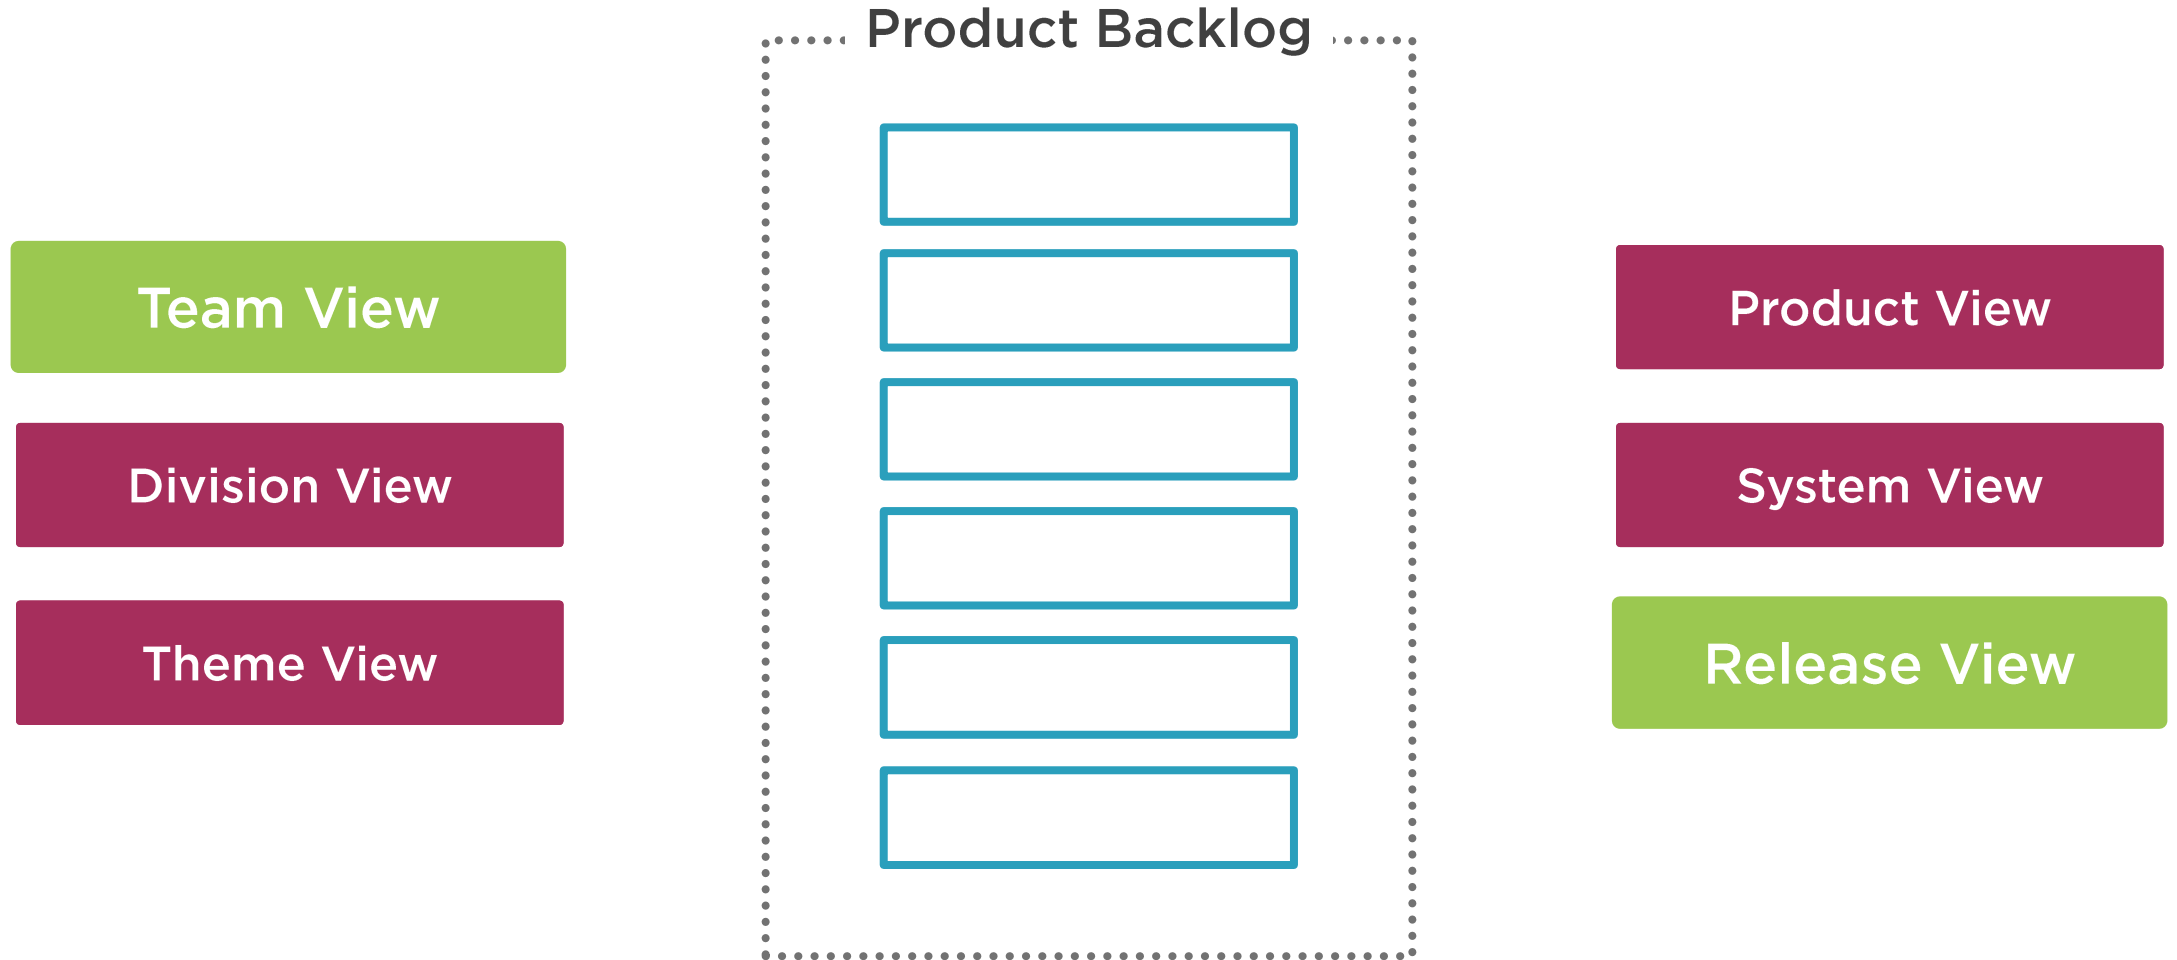 Product Backlog
Team View
Division View
Theme View
Product View
System View
Release View